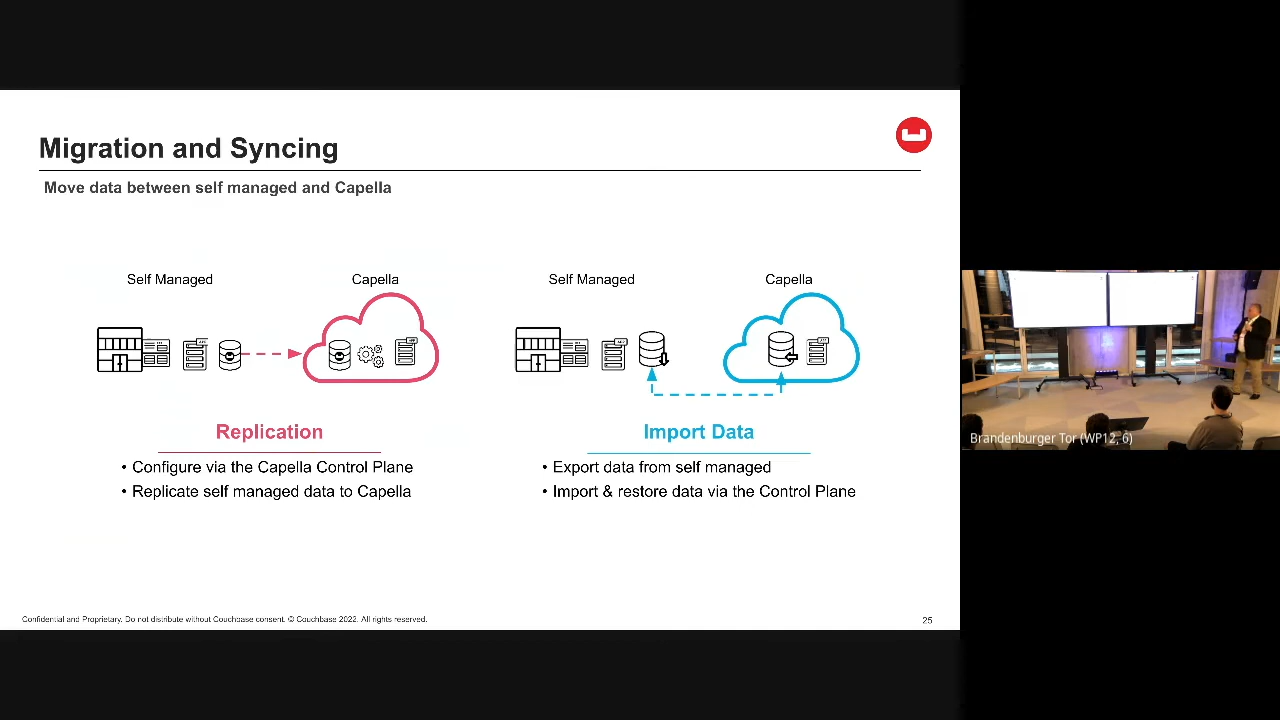 Migration and Syncing
Move data between self managed and Capella
Self Managed
Capella
Self Managed
Capella
Replication
• Configure via the Capella Control Plane
• Replicate self managed data to Capella
Import Data
• Export data from self managed
• Import & restore data via the Control Plane
Confidential and Proprietary. Do not distribute without Couchbase consent. © Couchbase 2022. All rights reserved.
25
Brandenburger Tor (WP12, 6)